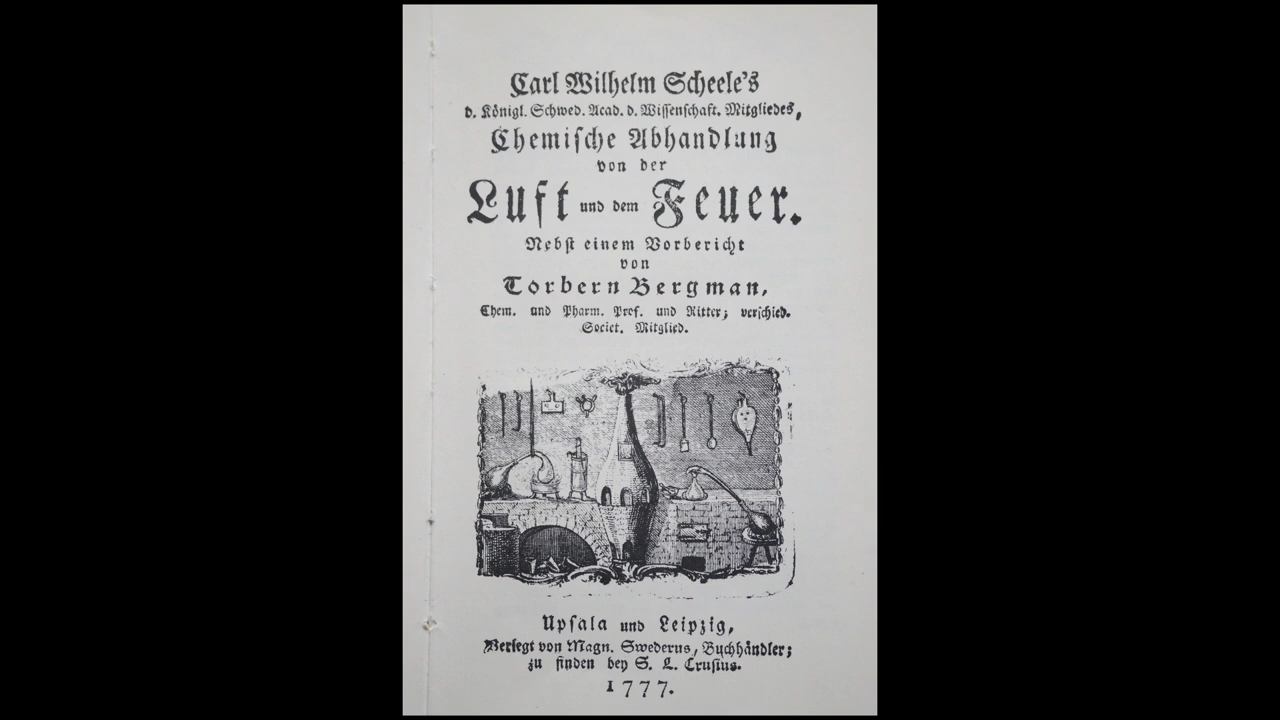 Carl Wilhelm Scheele's
d. Königl. Schwed. Acad. d. Wissenschaft. Mitgliedes,
Chemische Abhandlung
von der
Luft und dem Feuer.
Nebst einem Vorbericht
von
Torbern Bergman,
Chem. und Pharm. Prof. und Ritter; verschied.
Societ. Mitglied.
Upsala und Leipzig,
Verlegt von Magn. Swederus, Buchhändler;
zu finden bey S. L. Crusius.
1777.